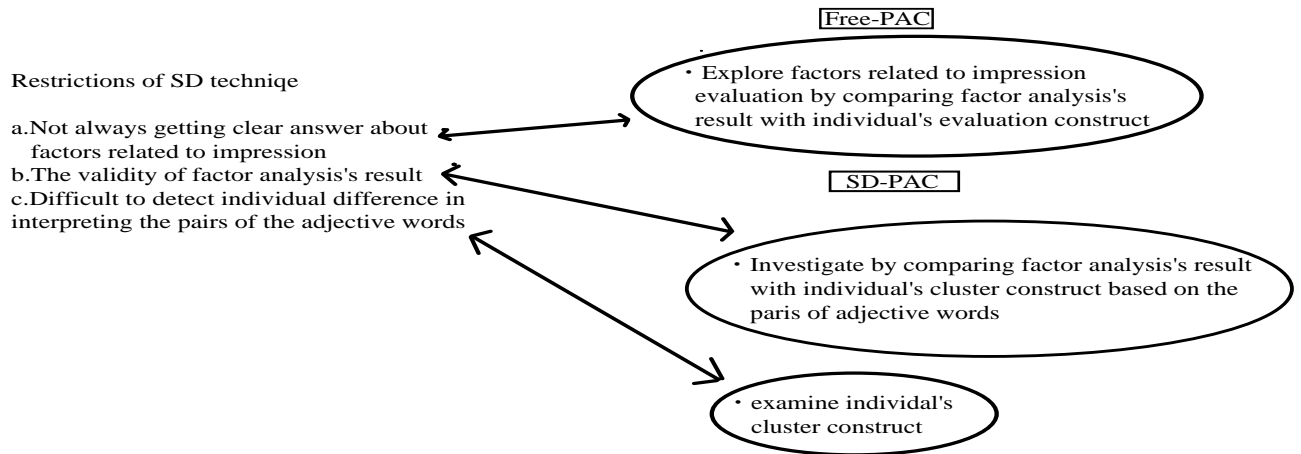 Restrictions of SD techniqe
a.Not always getting clear answer about
factors related to impression
b.The validity of factor analysis's result
c.Difficult to detect individual difference in
interpreting the pairs of the adjective words
Free-PAC
・Explore factors related to impression
evaluation by comparing factor analysis's
result with individual's evaluation construct
SD-PAC
・Investigate by comparing factor analysis's result
with individual's cluster construct based on the
paris of adjective words
・examine individal's
cluster construct